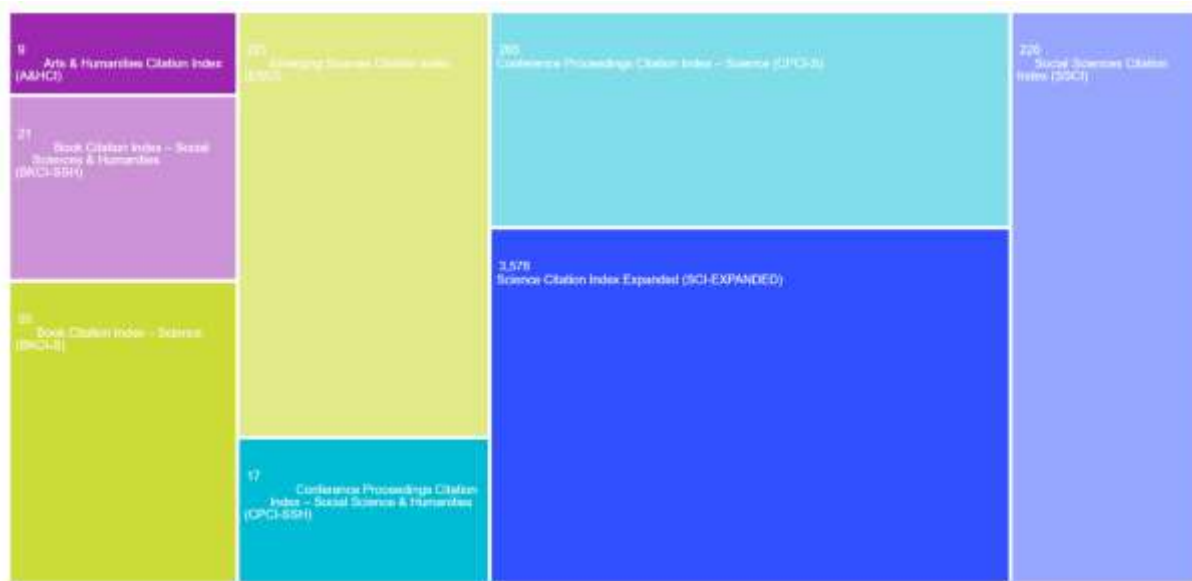 9
Arts & Humanities Citation Index
(A&HCI)
21
Book Citation Index – Social
Sciences & Humanities
(BKCI-SSH)
Book Citation Index – Science
(BKCI-S)
Emerging Sources Citation Index
(ESCI)
17
Conference Proceedings Citation
Index – Social Science & Humanities
(CPCI-SSH)
265
Conference Proceedings Citation Index – Science (CPCI-S)
Science Citation Index Expanded (SCI-EXPANDED)
226
Social Sciences Citation
Index (SSCI)